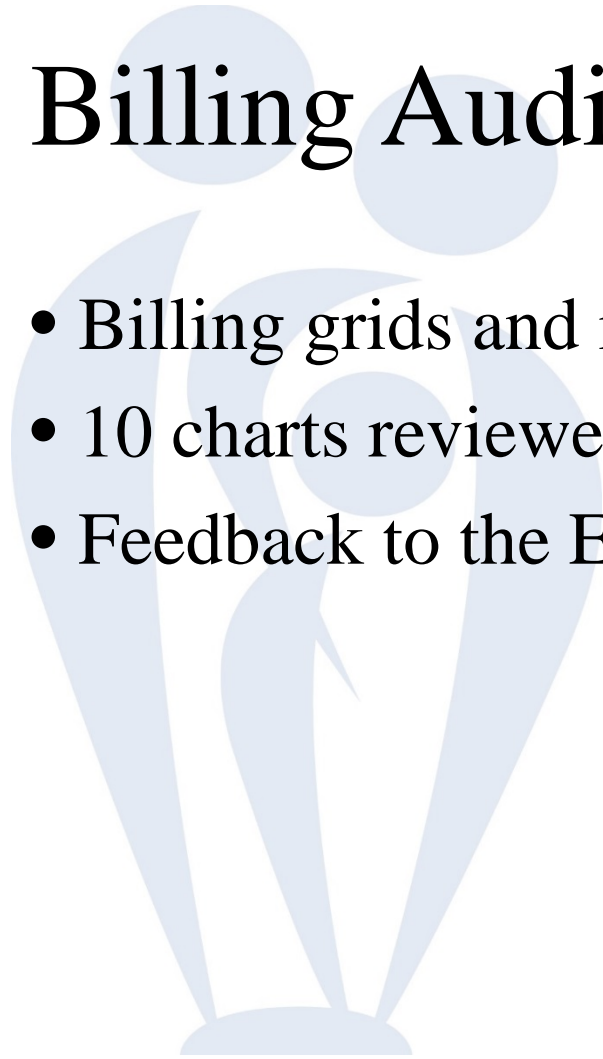 Billing Audi
• Billing grids and
• 10 charts reviewe
• Feedback to the E